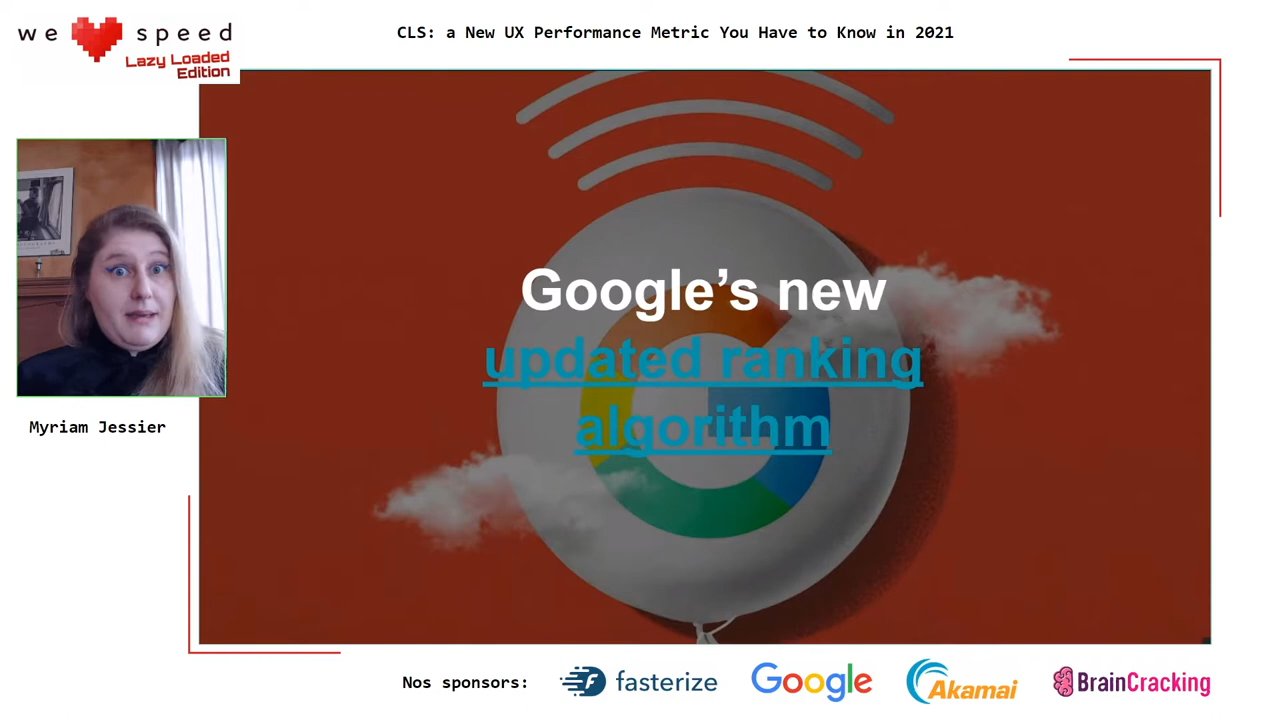 we speed
Lazy Loaded
Edition
CLS: a New UX Performance Metric You Have to Know in 2021
Google's new
updated ranking
algorithm
Myriam Jessier
Nos sponsors:
fasterize
Google
Akamai
BrainCracking